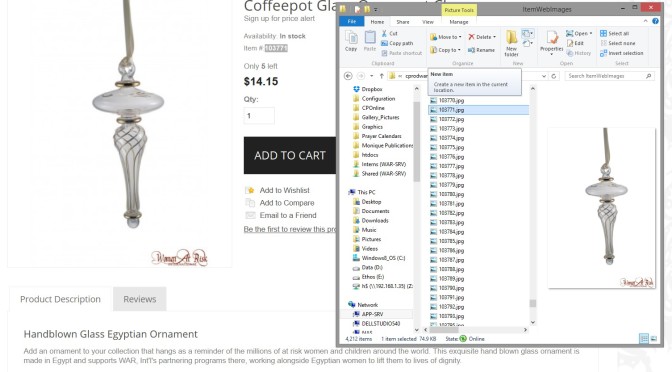 Coffeepot Glass Ornament Cl
Sign up for price alert
Availability: In stock
Item # 103771
Only 5 left
$14.15
Qty:
1
ADD TO CART
Add to Wishlist
Add to Compare
Email to a Friend
Be the first to review this pro
Women At Risk
Product Description
Reviews
Handblown Glass Egyptian Ornament
Add an ornament to your collection that hangs as a reminder of the millions of at risk women and children around the world. This exquisite hand blown glass ornament is
made in Egypt and supports WAR, Int'l's partnering programs there, working alongside Egyptian women to lift them to lives of dignity.
Picture Tools
ItemWebImages
File
Home
Share
View
Manage
Copy
Paste
Cut
Copy path
Paste shortcut
Move to
Copy to
Delete
Rename
Organize
New
folder
New
Properties
Open
Edit
History
Open
Select all
Select none
Invert selection
Select
cprodwar
Search ItemWebImages
New item
Create a new item in the current
location.
Dropbox
Configuration
CPOnline
Gallery_Pictures
Graphics
Prayer Calendars
Monique Publications
htdocs
Interns (WAR-SRV)
Shared (WAR-SRV)
This PC
Desktop
Documents
Downloads
Music
Pictures
Videos
Windows8_OS (C:)
Data (D:)
Ethos (E:)
Network
APP-SRV
DELLSTUDIO540
103770.jpg
103771.jpg
103772.jpg
103773.jpg
103774.jpg
103775.jpg
103776.jpg
103777.jpg
103778.jpg
103779.jpg
103780.jpg
103781.jpg
103782.jpg
103783.jpg
103784.jpg
103785.jpg
103786.jpg
103787.jpg
103788.jpg
103789.jpg
103790.jpg
103791.jpg
103792.jpg
103793.jpg
103794.jpg
103795.jpg
Women At Risk
4,212 items
1 item selected 74.9 KB
State: Online